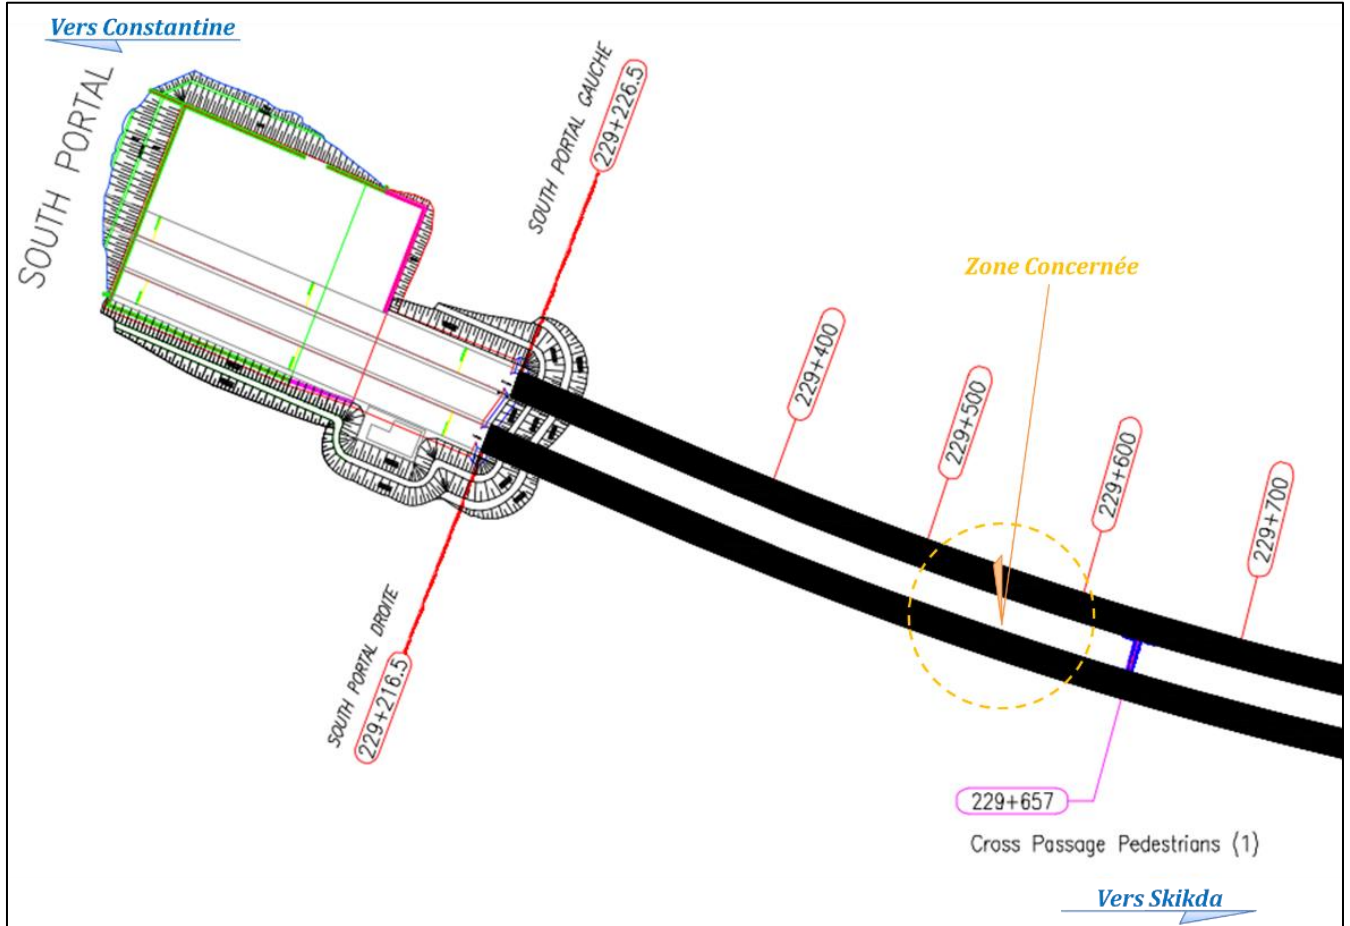 Vers Constantine
SOUTH PORTAL
SOUTH PORTAL GAUCHE
229+226.5
Zone Concernée
229+400
229+500
229+600
229+700
SOUTH PORTAL DROITE
229+216.5
229+657
Cross Passage Pedestrians (1)
Vers Skikda